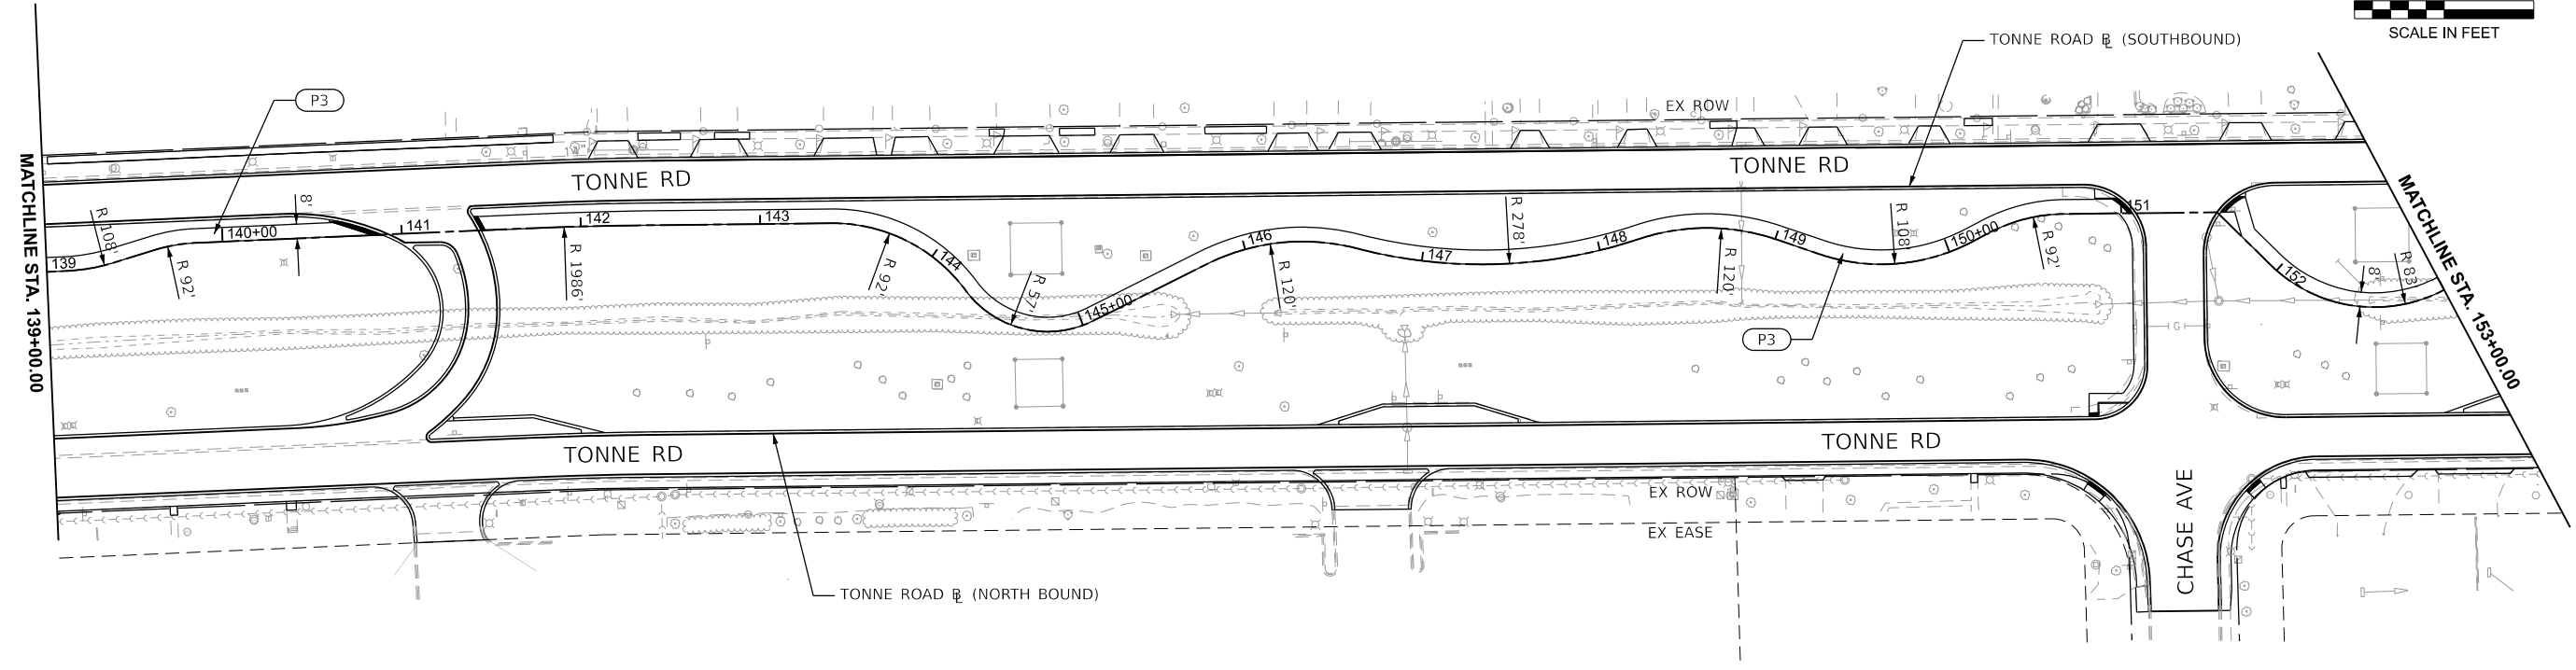 SCALE IN FEET
TONNE ROAD BL (SOUTHBOUND)
P3
EX ROW
MATCHLINE STA. 139+00.00
14"
TONNE RD
TONNE RD
MATCHLINE STA. 153+00.00
8'
139
140+00
141
142
143
144
145+00
146
147
148
149
150+00
151
152
R 108'
R 92'
R 1986'
R 92'
R 57'
R 120'
R 278'
R 120'
R 108'
R 92'
8'
R 83'
P3
G
TONNE RD
TONNE RD
EX ROW
EX EASE
CHASE AVE
TONNE ROAD BL (NORTH BOUND)